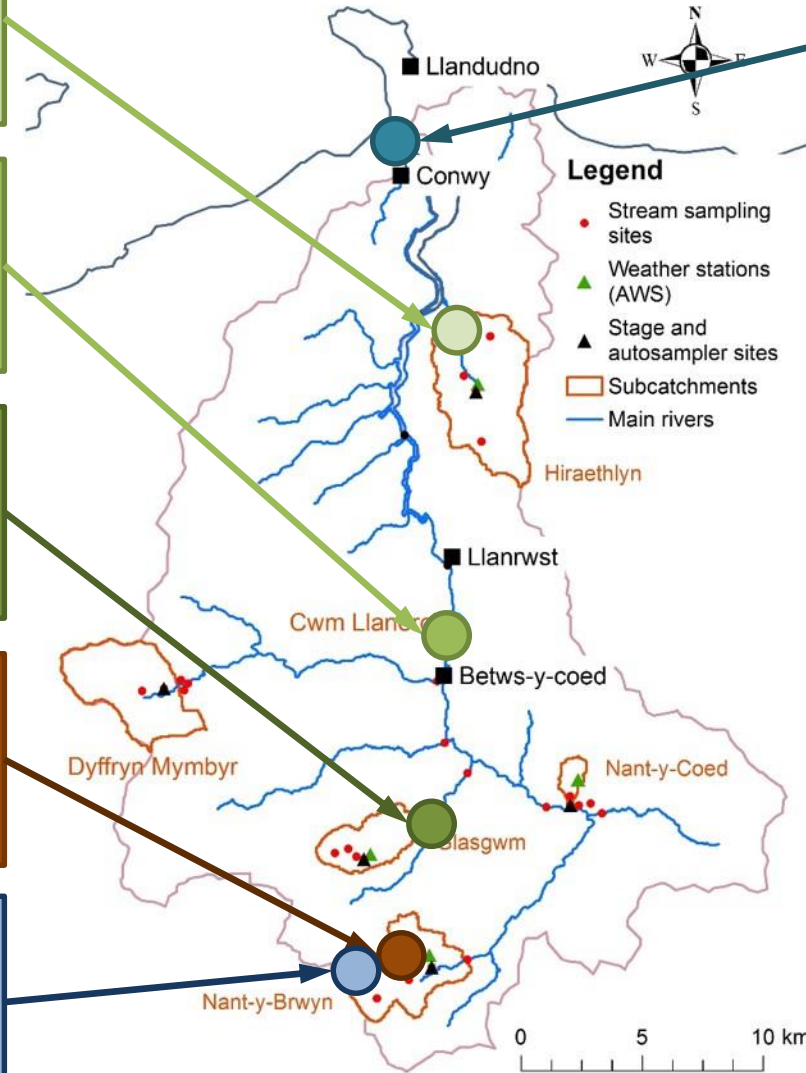 N
W
E
S
Llandudno
Conwy
Legend
Stream sampling
sites
Weather stations
(AWS)
Stage and
autosampler sites
Subcatchments
Main rivers
Hiraethlyn
Llanrwst
Cwm
Betws-y-coed
Dyffryn Mymbyr
Nant-y-Coed
Nant-y-Brwyn
0 5 10 km